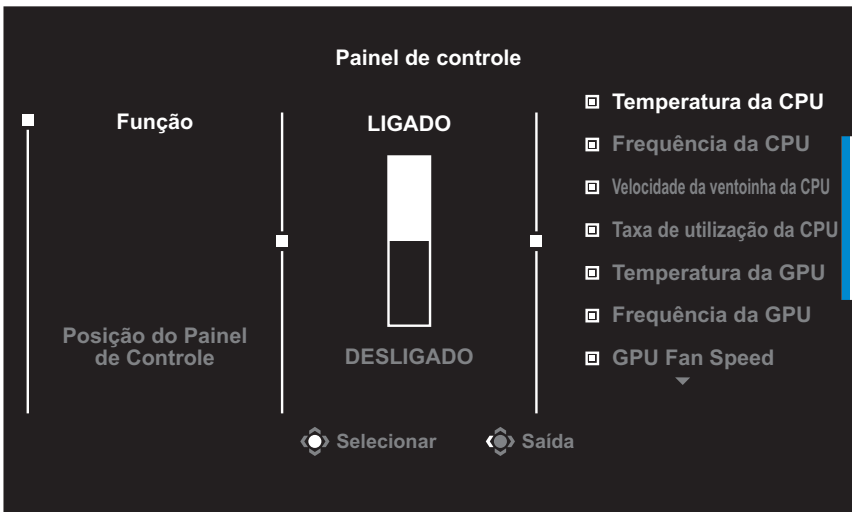 Painel de controle
Função
Posição do Painel
de Controle
LIGADO
DESLIGADO
Temperatura da CPU
Frequência da CPU
Velocidade da ventoinha da CPU
Taxa de utilização da CPU
Temperatura da GPU
Frequência da GPU
GPU Fan Speed
Selecionar
Saída